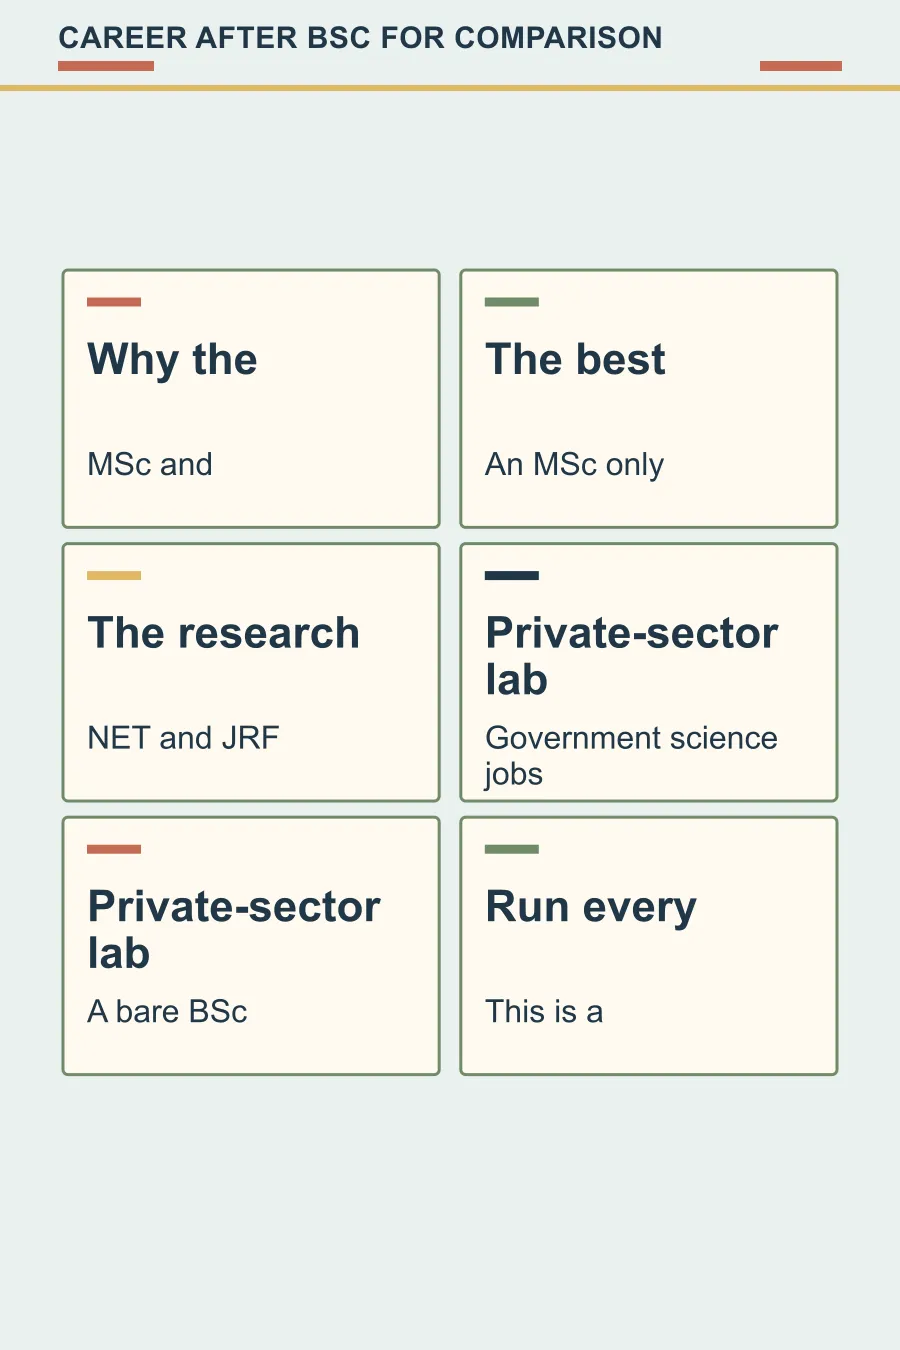 CAREER AFTER BSC FOR COMPARISON
Why the
MSc and
The best
An MSc only
The research
NET and JRF
Private-sector
lab
Government science
jobs
Private-sector
lab
A bare BSc
Run every
This is a